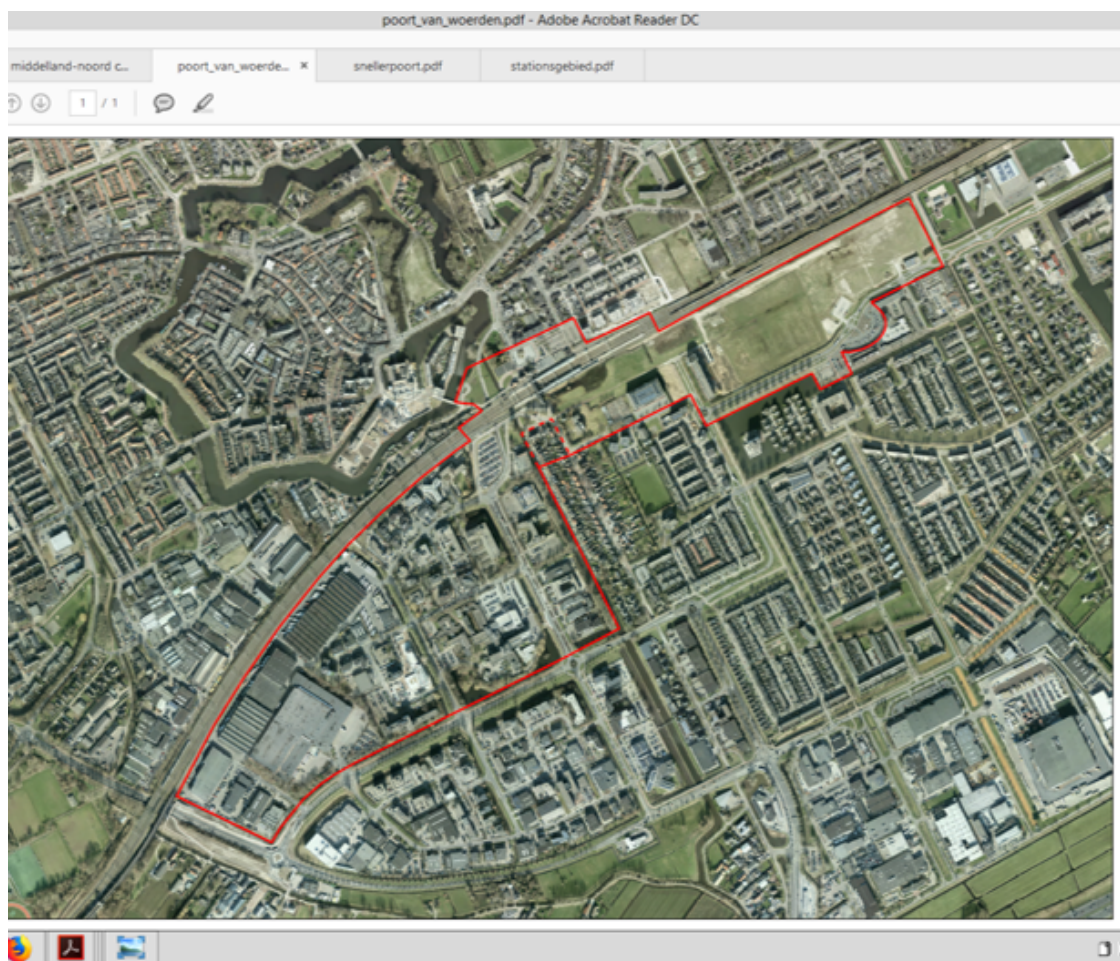 poort_van_woerden.pdf - Adobe Acrobat Reader DC
middelland-noord c...
poort_van_woerde... ×
snellerpoort.pdf
stationsgebied.pdf
1 / 1